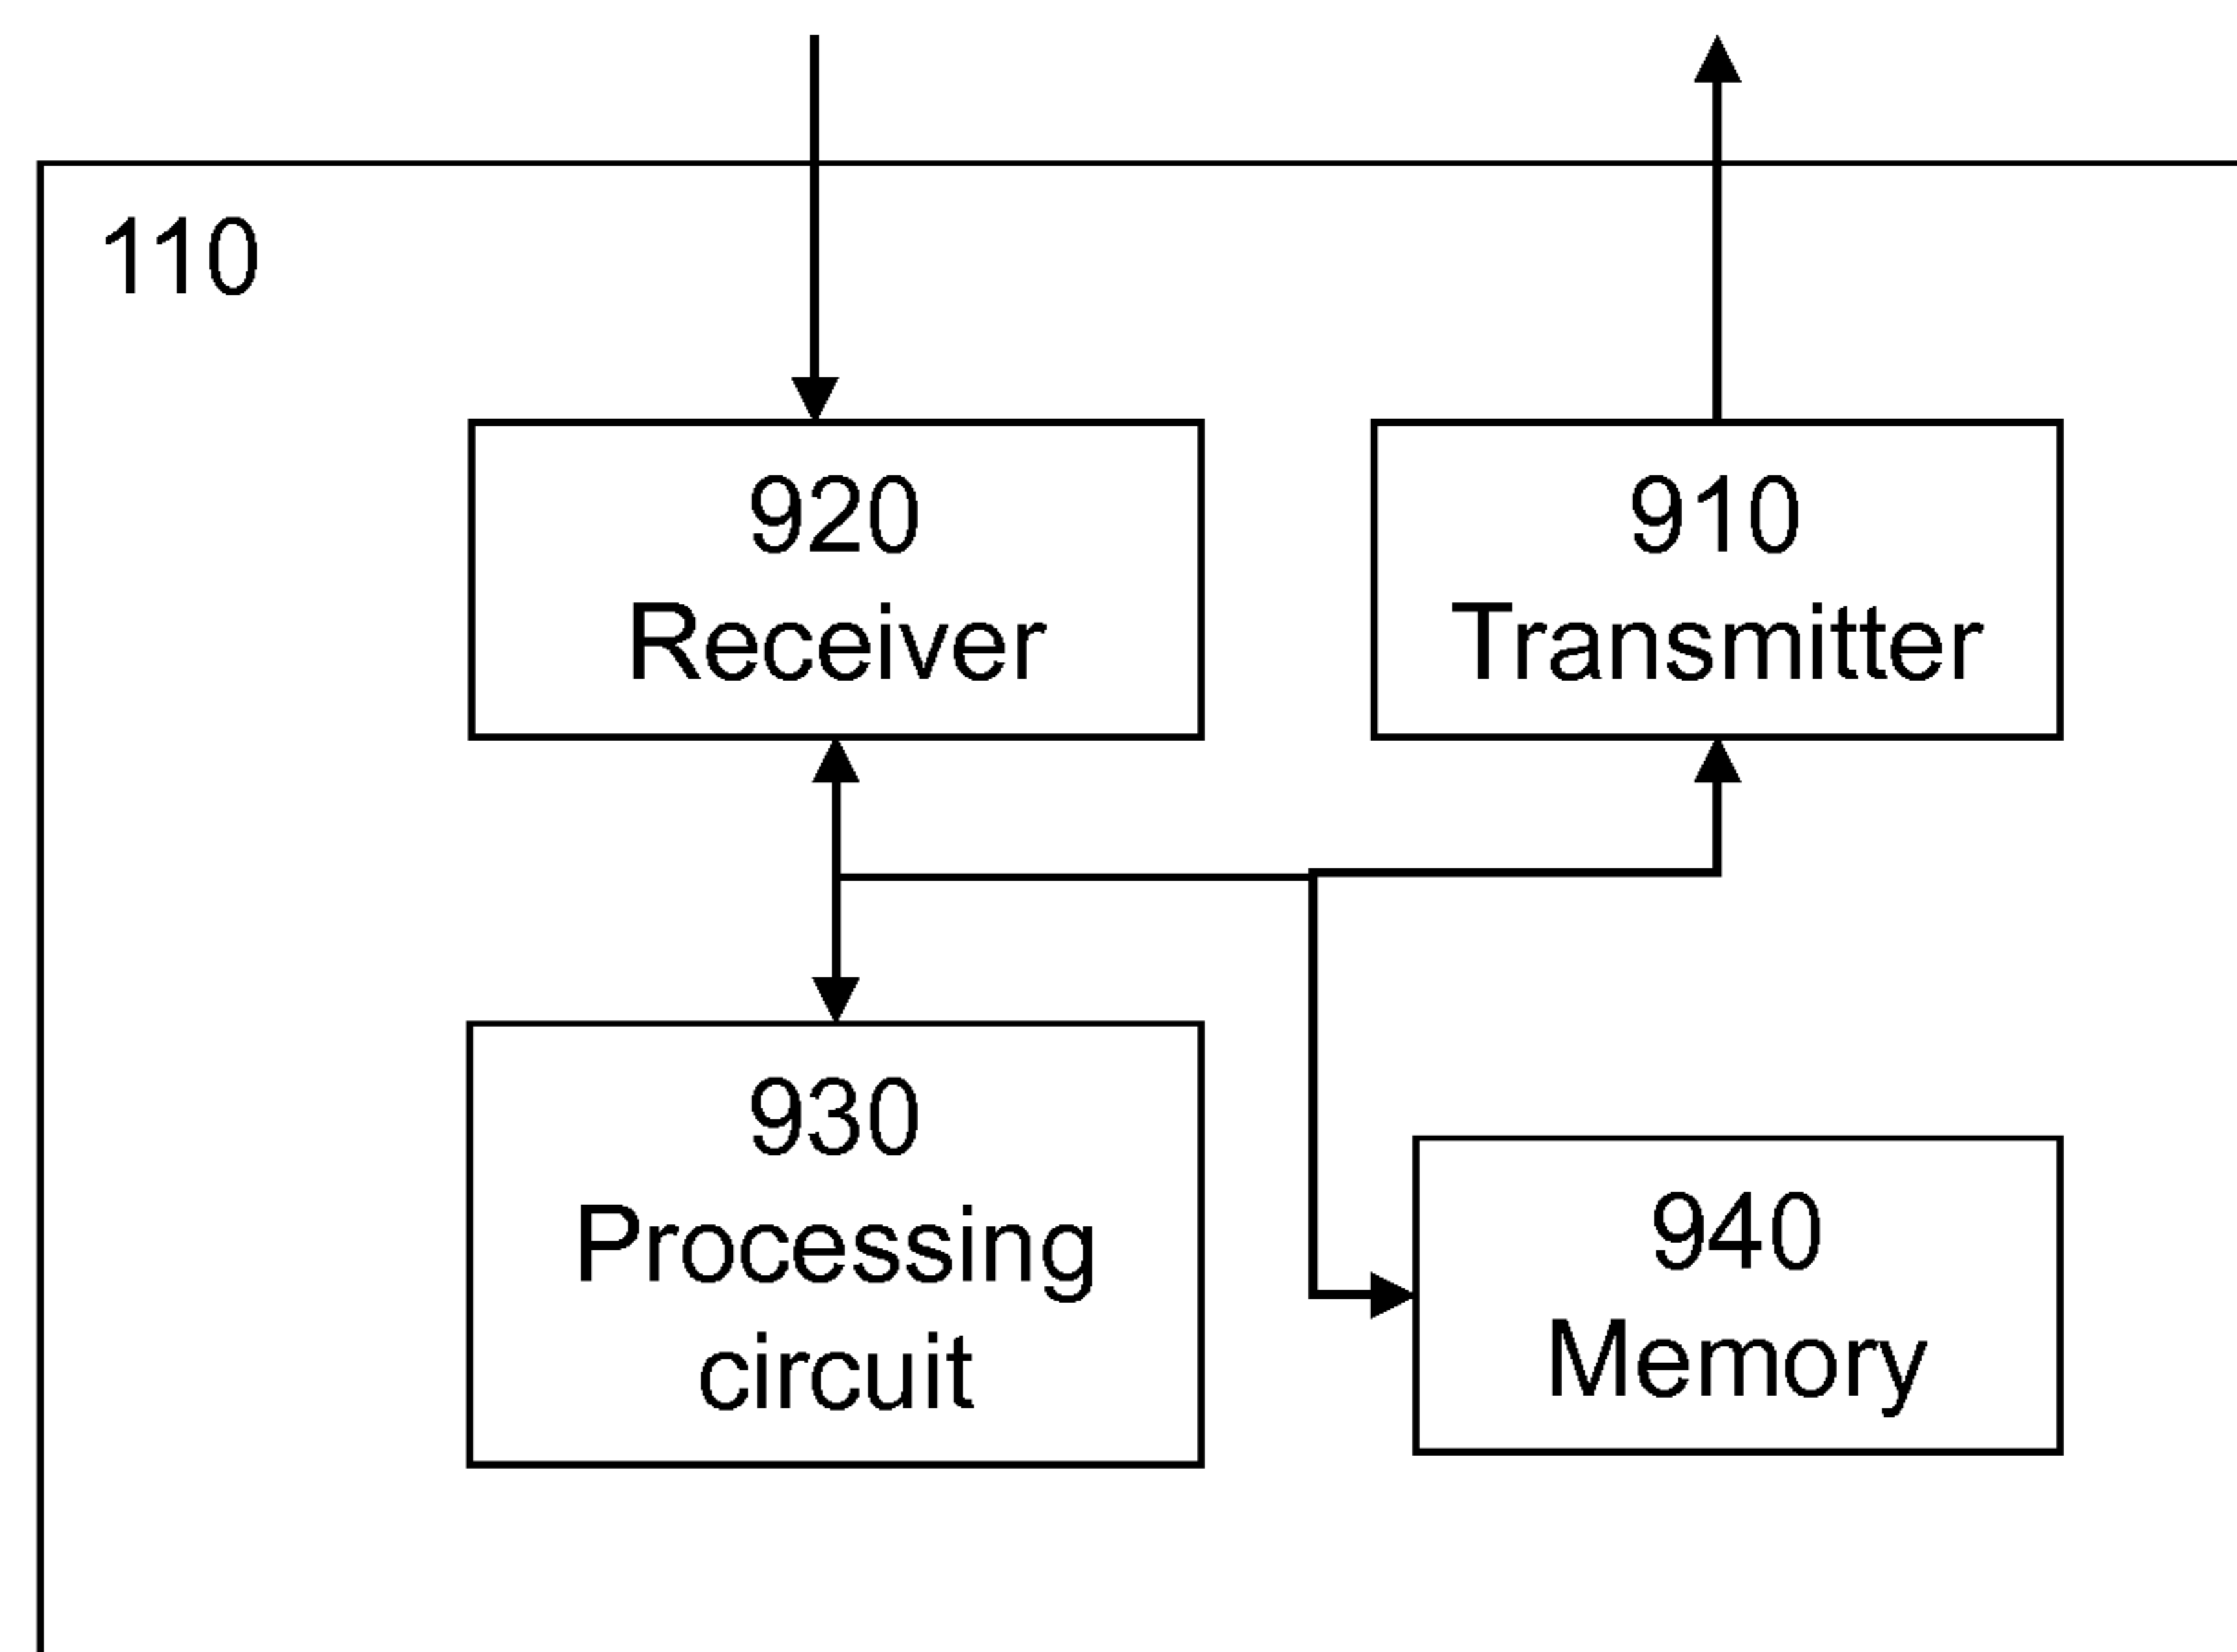 110
920
Receiver
910
Transmitter
930
Processing
circuit
940
Memory